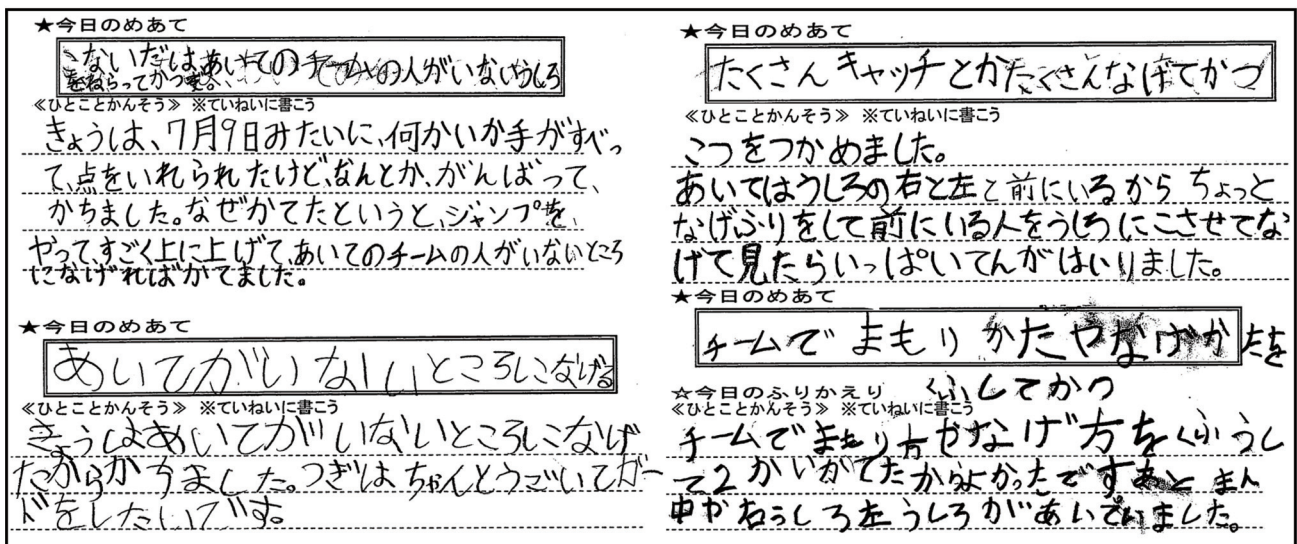 ★今日のめあて
こないだは、あいての人がいないうしろ
をねらってかつ
≪ひとことかんそう≫ ※ていねいに書こう
きょうは、7月9日みたいに、何かいか手がすべっ
て、点をいれられたけど、なんとか、がんばって、
かちました。なぜかてたというと、ジャンプを、
やって、すごく上に上げて、あいてのチームの人がいないところ
になげればかてました。
★今日のめあて
あいてがいないところになげる
≪ひとことかんそう≫ ※ていねいに書こう
きょうはあいてがいないところになげ
たからかちました。つぎはちゃんとうごいてガー
ドをしたいです。
★今日のめあて
たくさんキャッチとかたくさんなげてかつ
≪ひとことかんそう≫ ※ていねいに書こう
こつをつかめました。
あいてはうしろの右と左と前にいるからちょっと
なげふりをして前にいる人をうしろにこさせてな
げて見たらいっぱいてんがはいりました。
★今日のめあて
チームでまもりかたやなげかたを
くふしてかつ
☆今日のふりかえり
≪ひとことかんそう≫ ※ていねいに書こう
チームでまもり方やなげ方をくふうし
て2かいがてたからよかったですあとまん
中が右うしろ左うしろがあいていました。